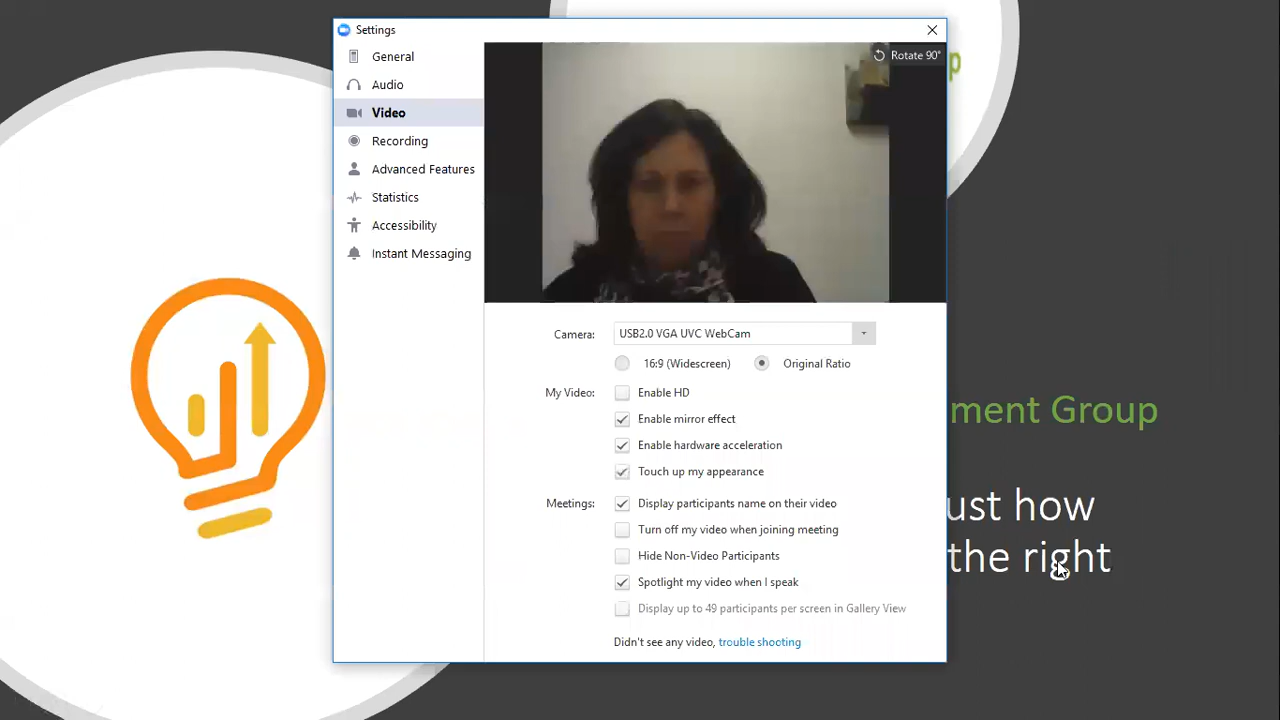 Settings
General
Audio
Video
Recording
Advanced Features
Statistics
Accessibility
Instant Messaging
Rotate 90°
Camera: USB2.0 VGA UVC WebCam
16:9 (Widescreen) Original Ratio
My Video: Enable HD
Enable mirror effect
Enable hardware acceleration
Touch up my appearance
Meetings: Display participants name on their video
Turn off my video when joining meeting
Hide Non-Video Participants
Spotlight my video when I speak
Display up to 49 participants per screen in Gallery View
Didn't see any video, trouble shooting
p
ment Group
ust how
the right